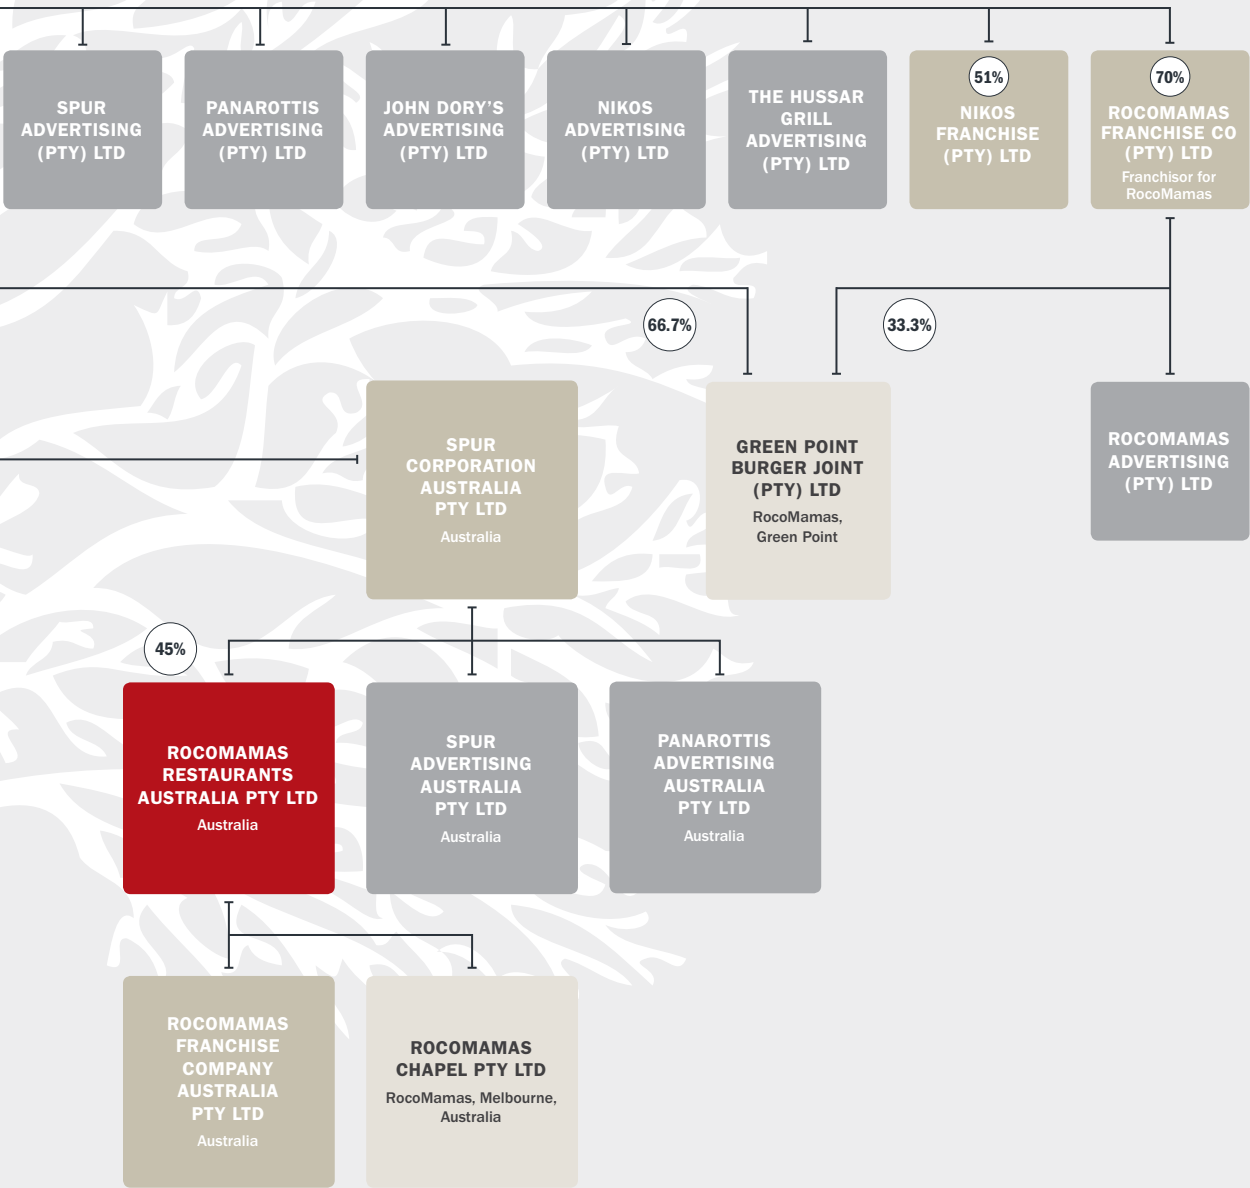 SPUR
ADVERTISING
(PTY) LTD
PANAROTTIS
ADVERTISING
(PTY) LTD
JOHN DORY'S
ADVERTISING
(PTY) LTD
NIKOS
ADVERTISING
(PTY) LTD
THE HUSSAR
GRILL
ADVERTISING
(PTY) LTD
51%
NIKOS
FRANCHISE
(PTY) LTD
70%
ROCOMAMAS
FRANCHISE CO
(PTY) LTD
Franchisor for
RocoMamas
66.7%
33.3%
SPUR
CORPORATION
AUSTRALIA
PTY LTD
Australia
GREEN POINT
BURGER JOINT
(PTY) LTD
RocoMamas,
Green Point
ROCOMAMAS
ADVERTISING
(PTY) LTD
45%
ROCOMAMAS
RESTAURANTS
AUSTRALIA PTY LTD
Australia
SPUR
ADVERTISING
AUSTRALIA
PTY LTD
Australia
PANAROTTIS
ADVERTISING
AUSTRALIA
PTY LTD
Australia
ROCOMAMAS
FRANCHISE
COMPANY
AUSTRALIA
PTY LTD
Australia
ROCOMAMAS
CHAPEL PTY LTD
RocoMamas, Melbourne,
Australia